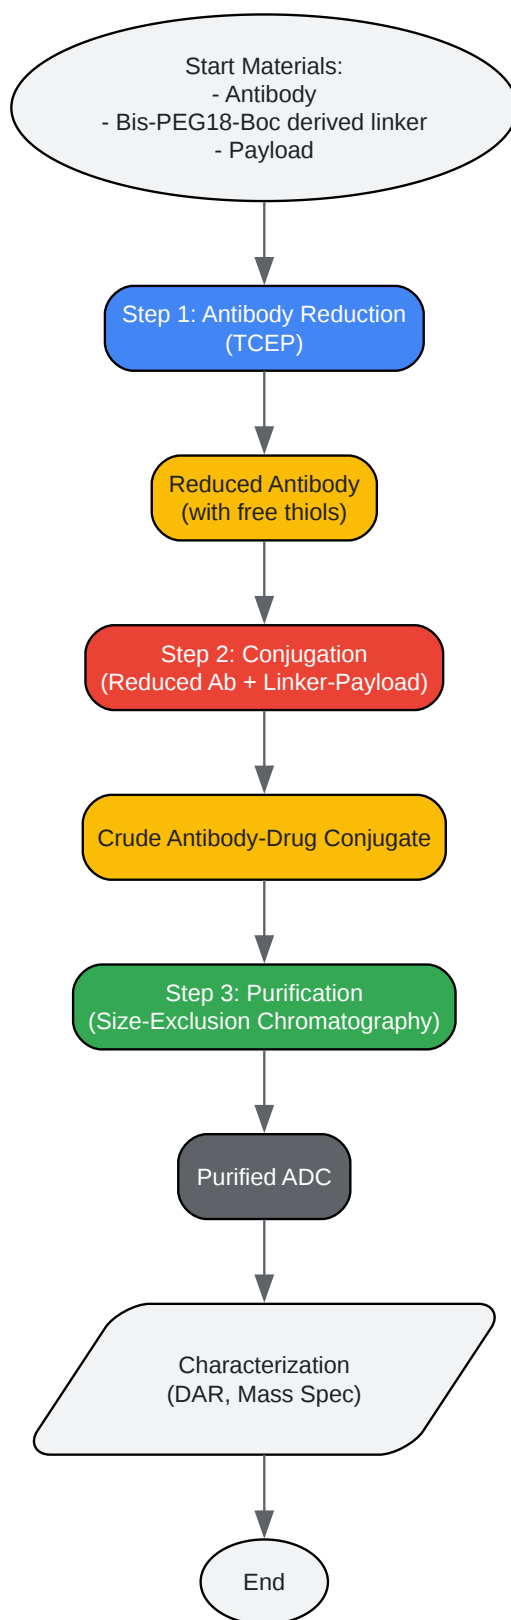 Start Materials:
- Antibody
- Bis-PEG18-Boc derived linker
- Payload
Step 1: Antibody Reduction
(TCEP)
Reduced Antibody
(with free thiols)
Step 2: Conjugation
(Reduced Ab + Linker-Payload)
Crude Antibody-Drug Conjugate
Step 3: Purification
(Size-Exclusion Chromatography)
Purified ADC
Characterization
(DAR, Mass Spec)
End